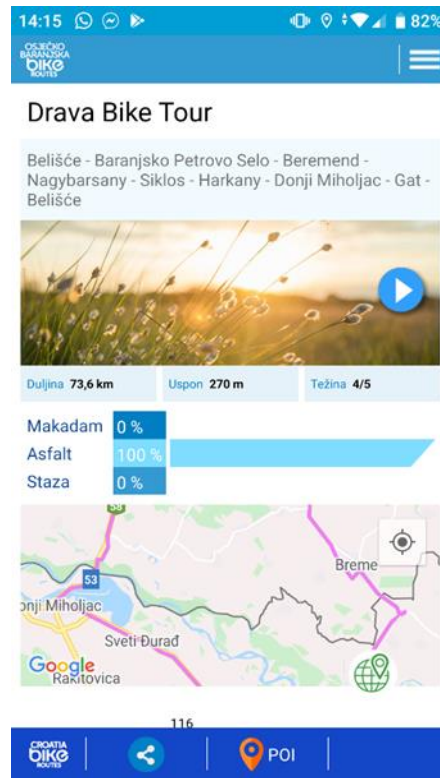 14:15
82%
OSJEČKO
BARANJSKA
bike
ROUTES
Drava Bike Tour
Belišće - Baranjsko Petrovo Selo - Beremend -
Nagybarsany - Siklos - Harkany - Donji Miholjac - Gat -
Belišće
Duljina 73,6 km
Uspon 270 m
Težina 4/5
Makadam 0 %
Asfalt 100 %
Staza 0 %
58
Breme
53
onji Miholjac
Sveti Đurađ
Google
Rakitovica
116
CROATIA
bike
ROUTES
POI